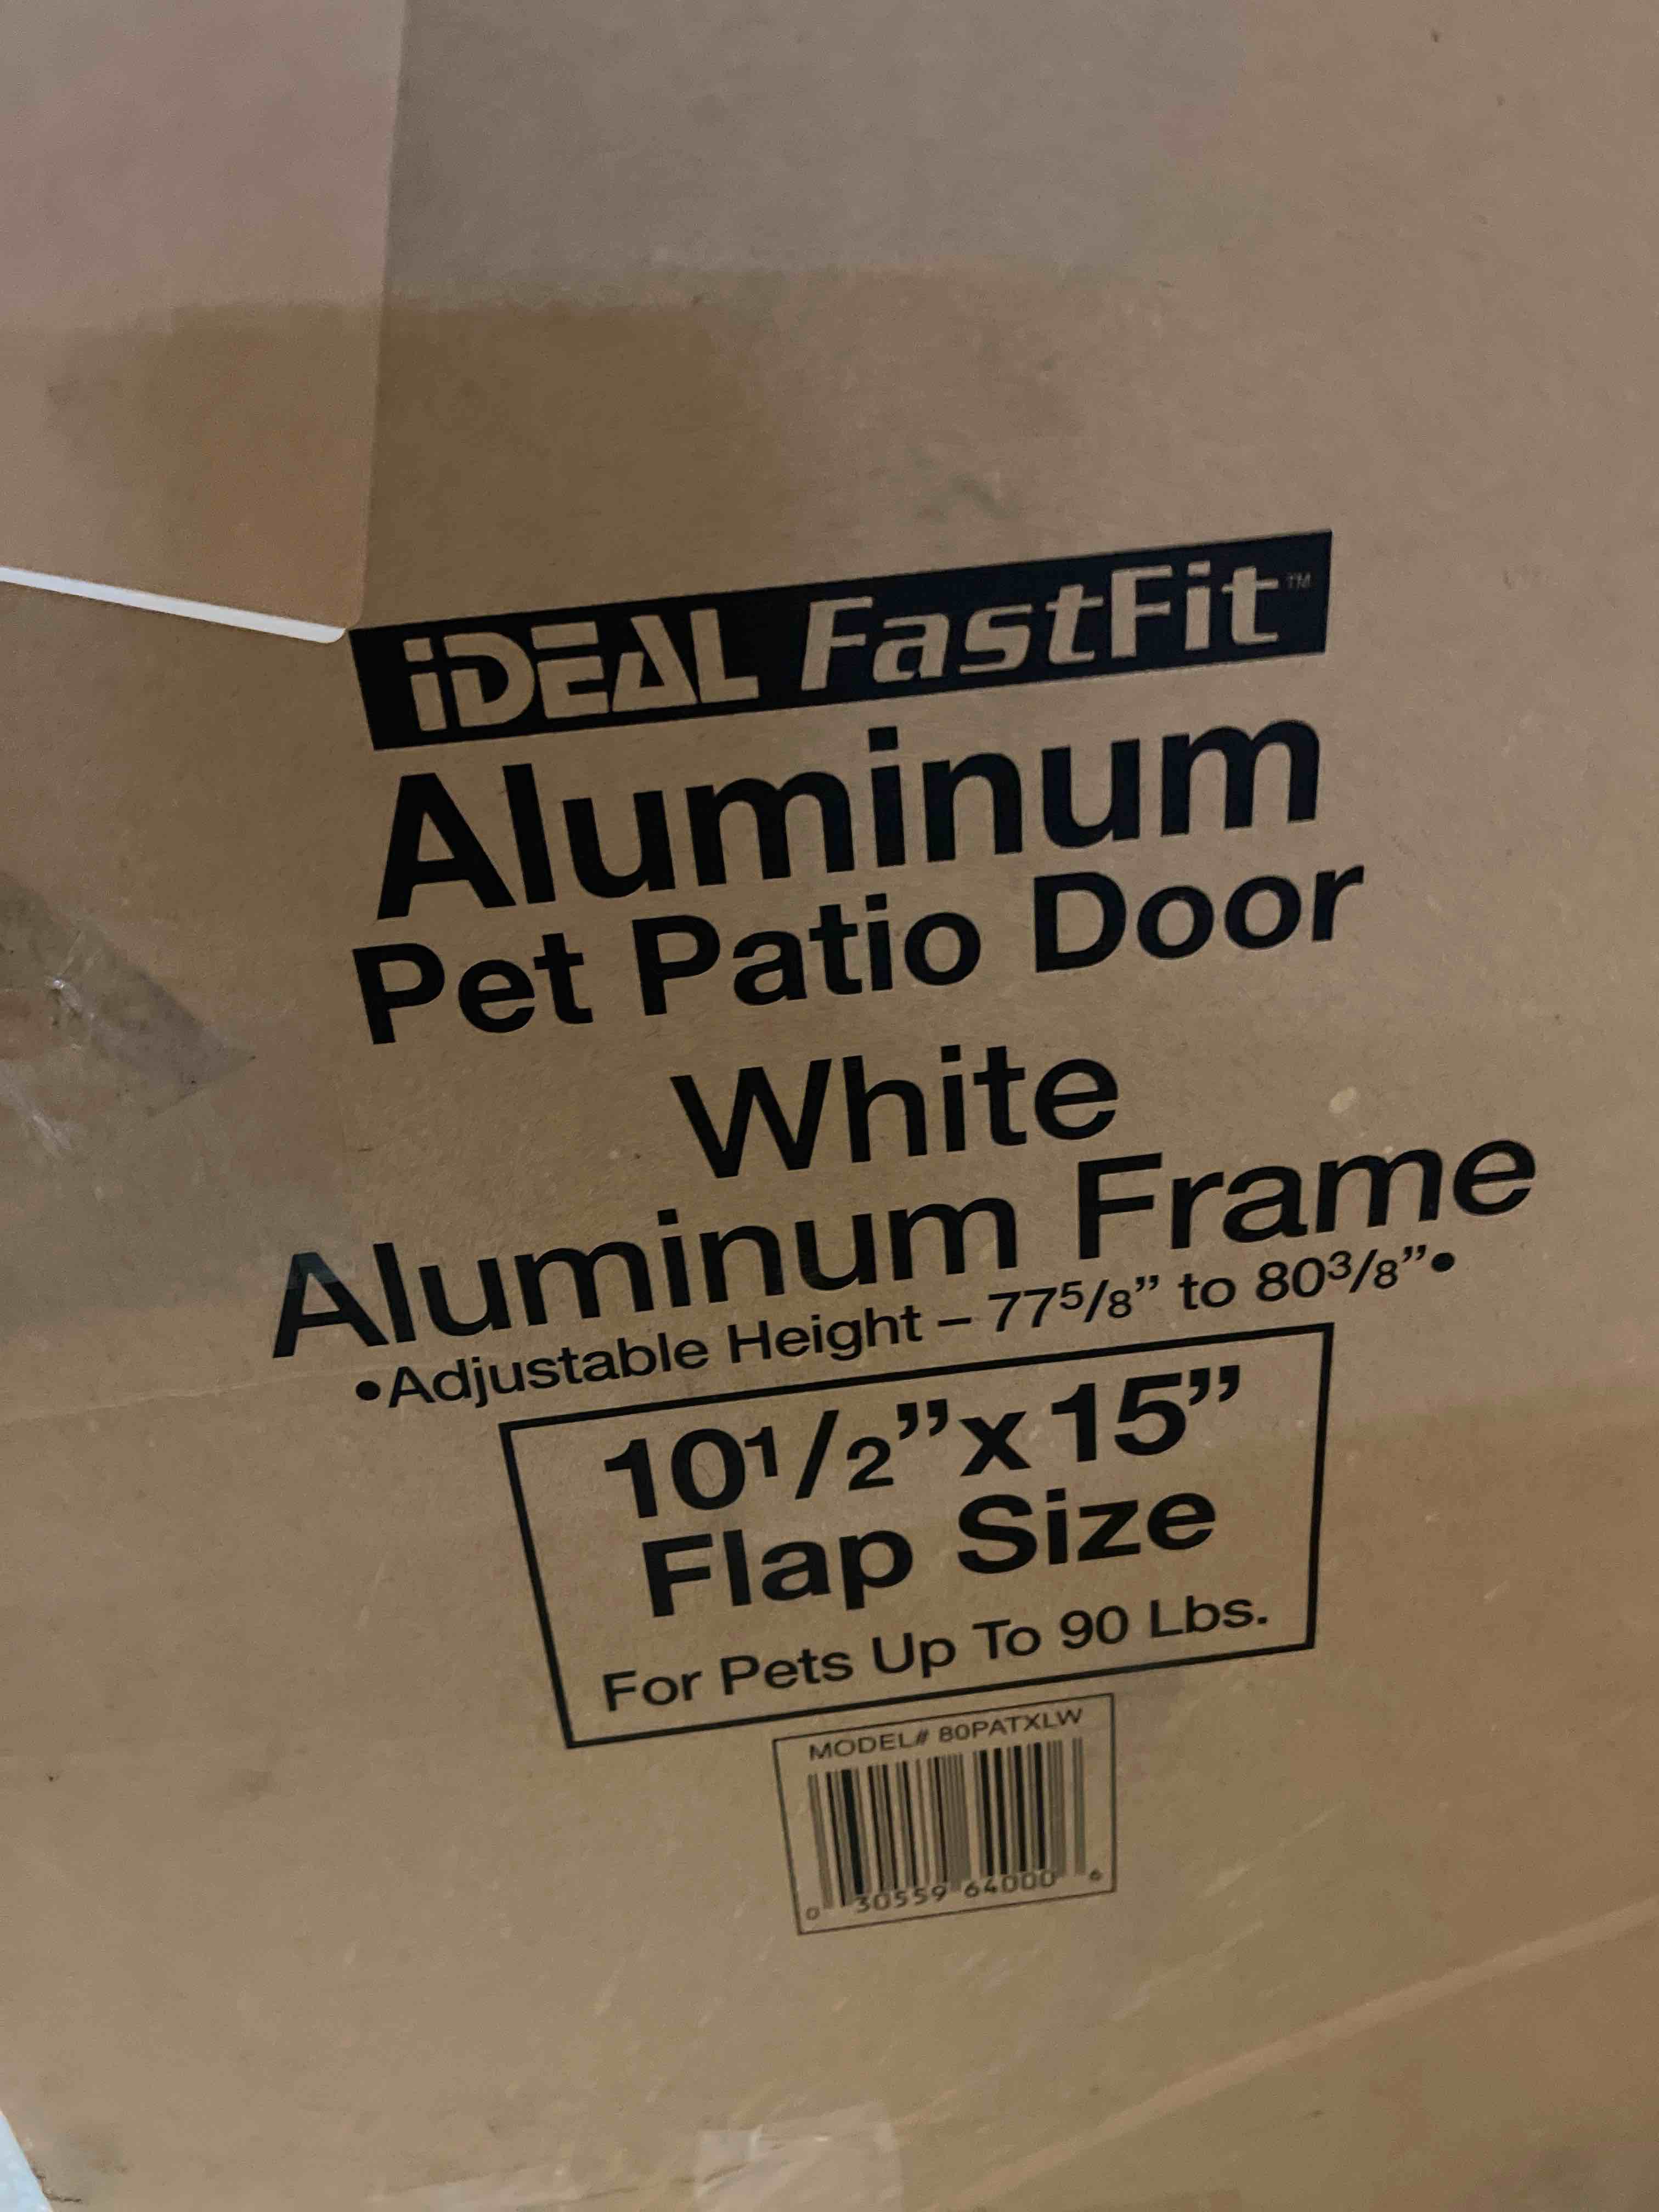 iDEAL FastFit™
Aluminum
Pet Patio Door
White
Aluminum Frame
•Adjustable Height – 77⁵/₈” to 80³/₈”•
10¹/₂” x 15”
Flap Size
For Pets Up To 90 Lbs.
MODEL# 80PATXLW
0 30559 64000 6